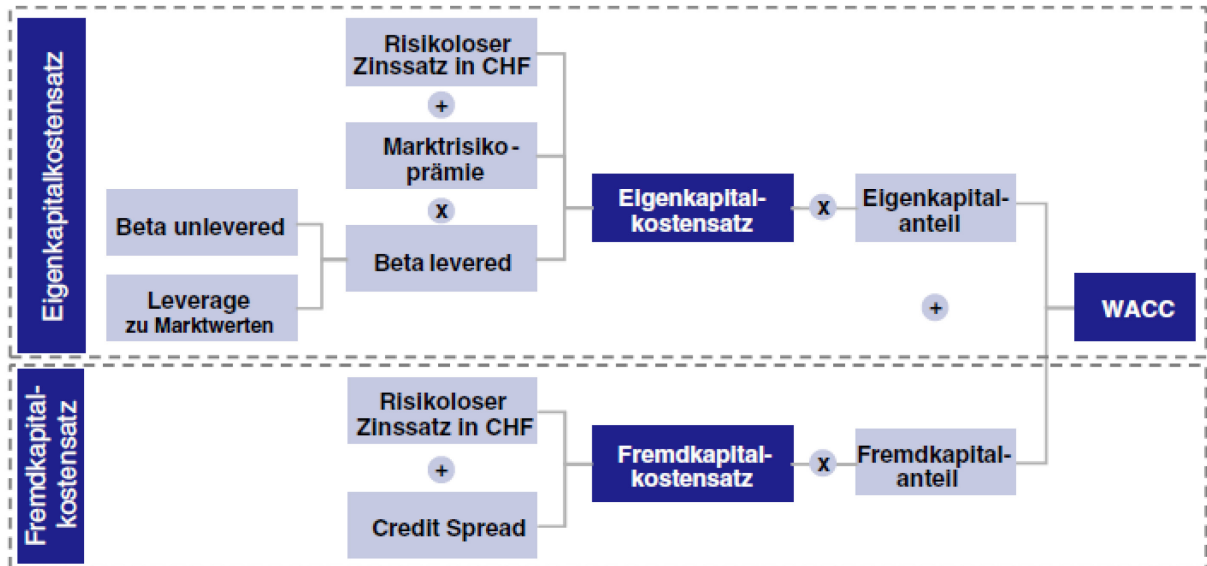 Eigenkapitalkostensatz
Risikoloser
Zinssatz in CHF
+
Marktrisiko-
prämie
x
Beta unlevered
Beta levered
Leverage
zu Marktwerten
Eigenkapital-
kostensatz
x
Eigenkapital-
anteil
+
WACC
Fremdkapital-
kostensatz
Risikoloser
Zinssatz in CHF
+
Credit Spread
Fremdkapital-
kostensatz
x
Fremdkapital-
anteil